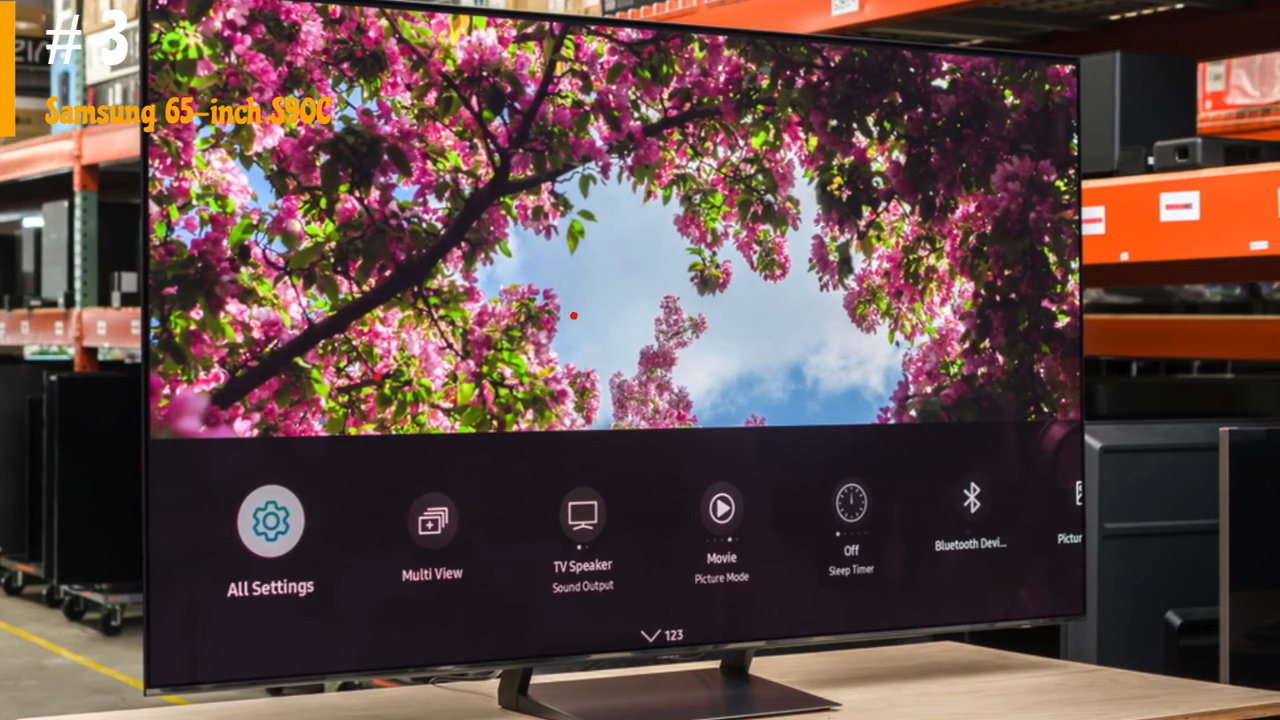 # 3
Samsung 65-inch S90C
All Settings
Multi View
TV Speaker
Sound Output
Movie
Picture Mode
Off
Sleep Timer
Bluetooth Devi...
Pictur
123